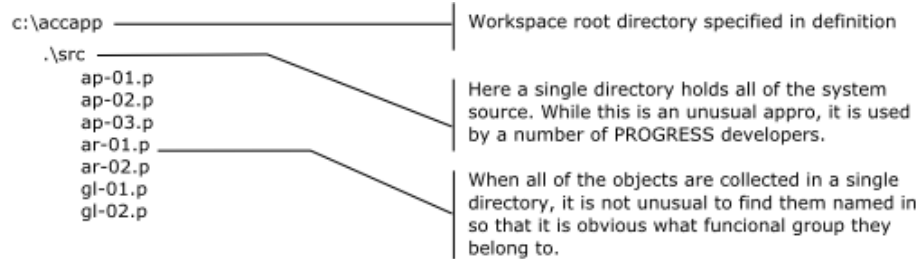 c:\accapp
.\src
ap-01.p
ap-02.p
ap-03.p
ar-01.p
ar-02.p
gl-01.p
gl-02.p
Workspace root directory specified in definition
Here a single directory holds all of the system
source. While this is an unusual appro, it is used
by a number of PROGRESS developers.
When all of the objects are collected in a single
directory, it is not unusual to find them named in
so that it is obvious what funcional group they
belong to.